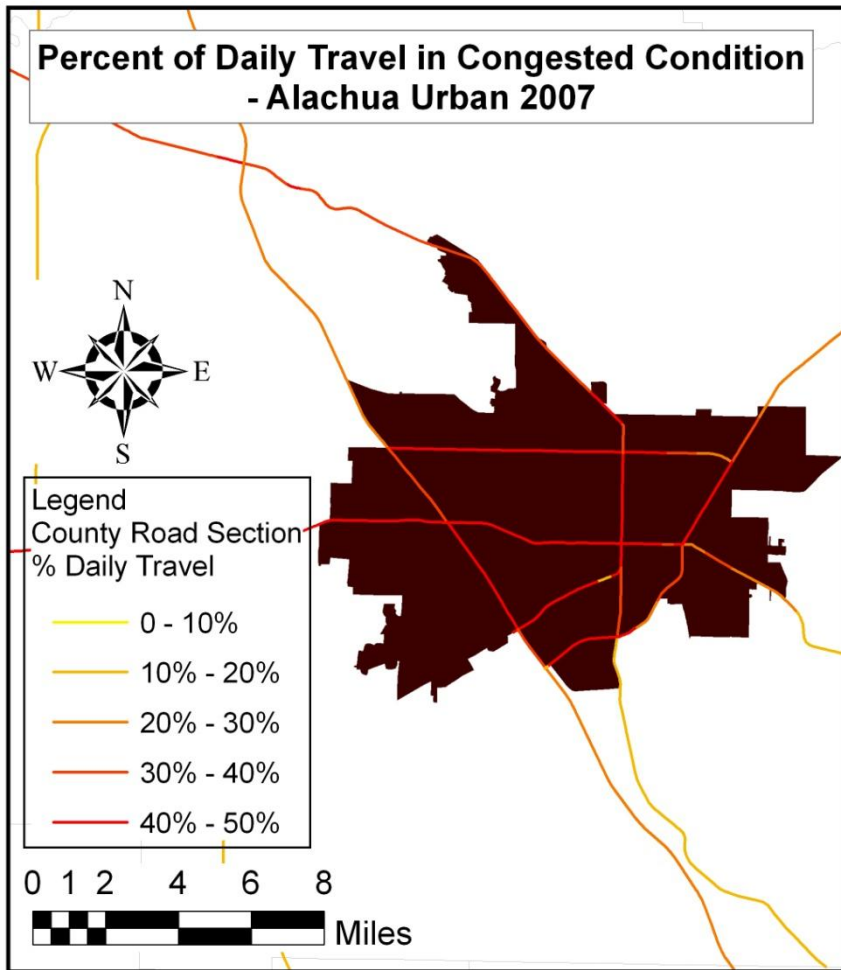 Percent of Daily Travel in Congested Condition
- Alachua Urban 2007
N
W
E
S
Legend
County Road Section
% Daily Travel
0 - 10%
10% - 20%
20% - 30%
30% - 40%
40% - 50%
0 1 2 4 6 8
Miles